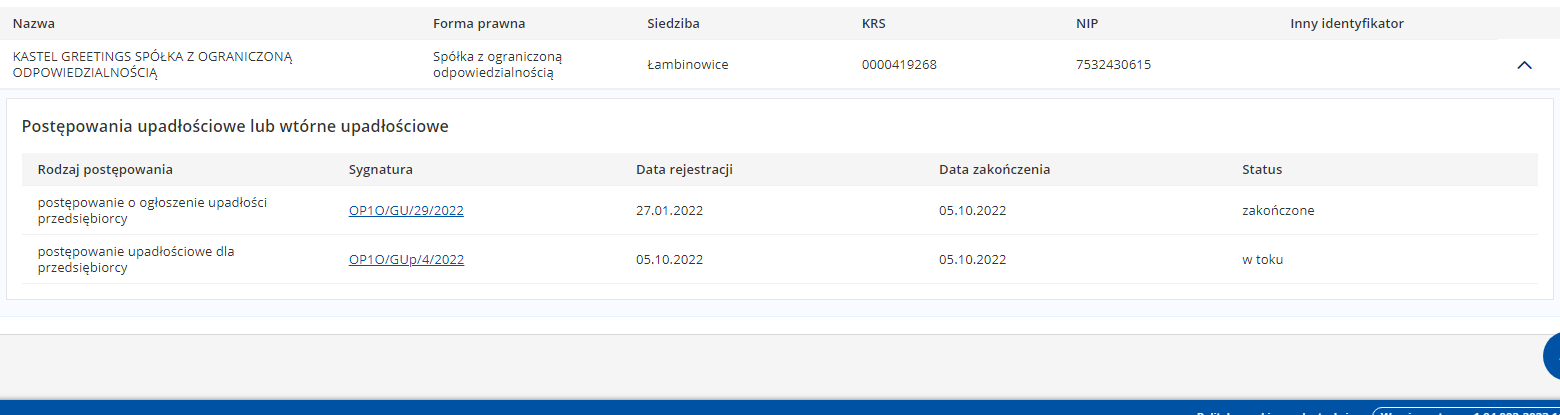 Nazwa Forma prawna Siedziba KRS NIP Inny identyfikator
KASTEL GREETINGS SPÓŁKA Z OGRANICZONĄ ODPOWIEDZIALNOŚCIĄ Spółka z ograniczoną odpowiedzialnością Łambinowice 0000419268 7532430615
Postępowania upadłościowe lub wtórne upadłościowe
Rodzaj postępowania Sygnatura Data rejestracji Data zakończenia Status
postępowanie o ogłoszenie upadłości przedsiębiorcy OP1O/GU/29/2022 27.01.2022 05.10.2022 zakończone
postępowanie upadłościowe dla przedsiębiorcy OP1O/GUp/4/2022 05.10.2022 05.10.2022 w toku